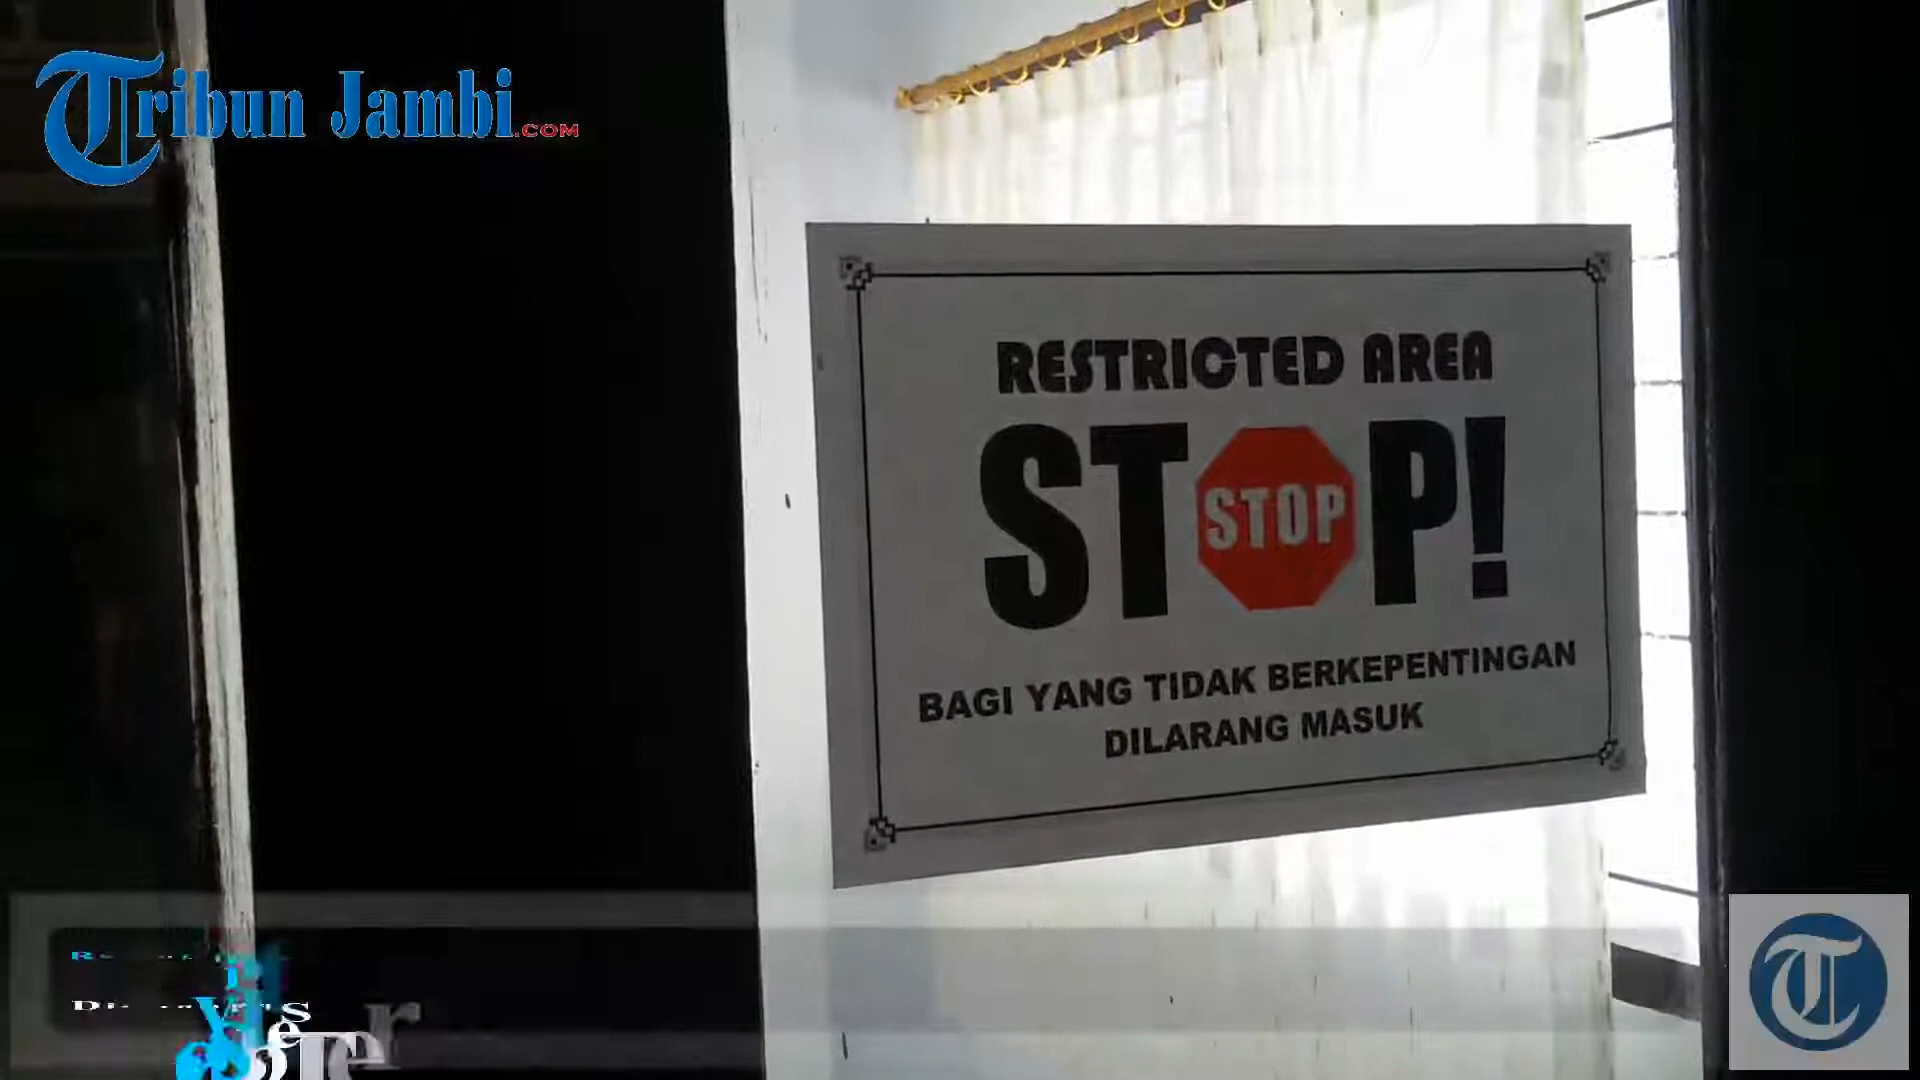 Tribun Jambi.COM
RESTRICTED AREA
STOP!
STOP
BAGI YANG TIDAK BERKEPENTINGAN
DILARANG MASUK
T